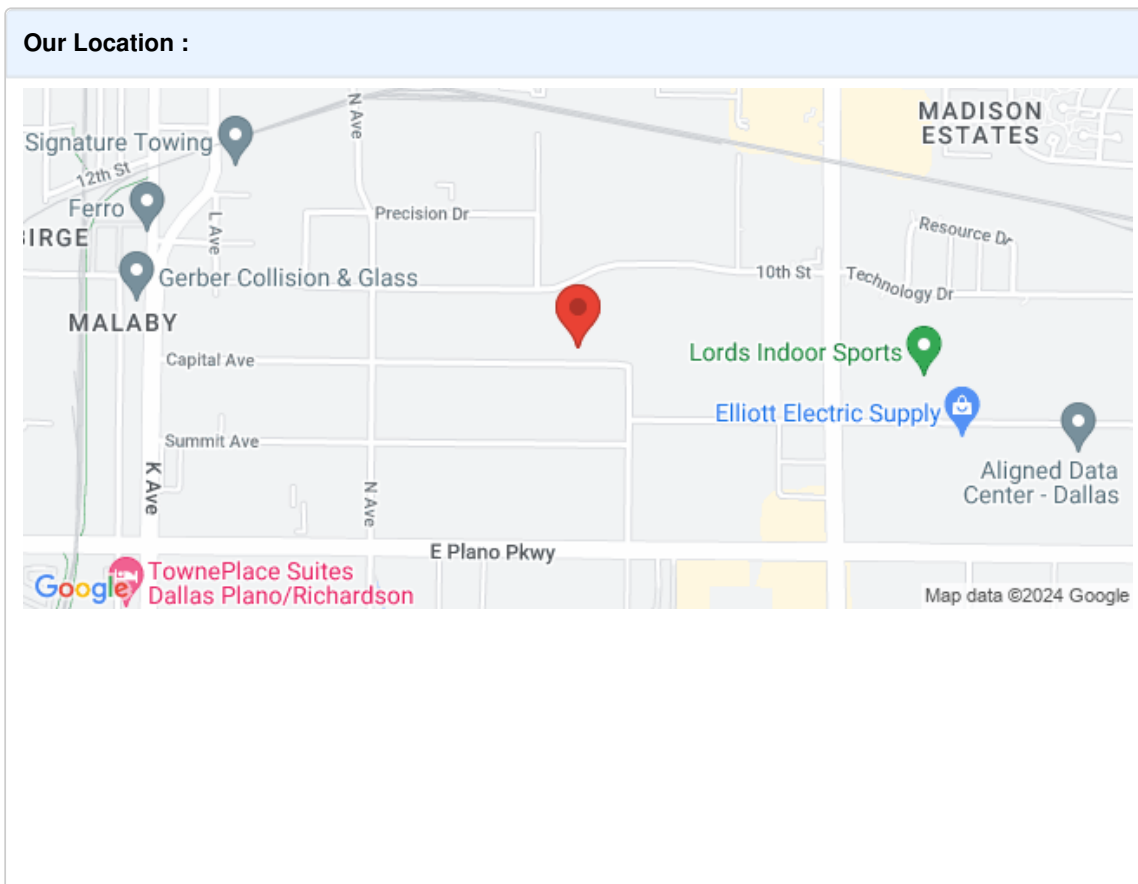 Our Location :
N Ave
MADISON
ESTATES
Signature Towing
12th St
Ferro
L Ave
Precision Dr
Resource Dr
BIRGE
10th St
Technology Dr
Gerber Collision & Glass
MALABY
Capital Ave
Lords Indoor Sports
Elliott Electric Supply
Summit Ave
K Ave
N Ave
Aligned Data
Center - Dallas
E Plano Pkwy
TownePlace Suites
Dallas Plano/Richardson
Google
Map data ©2024 Google